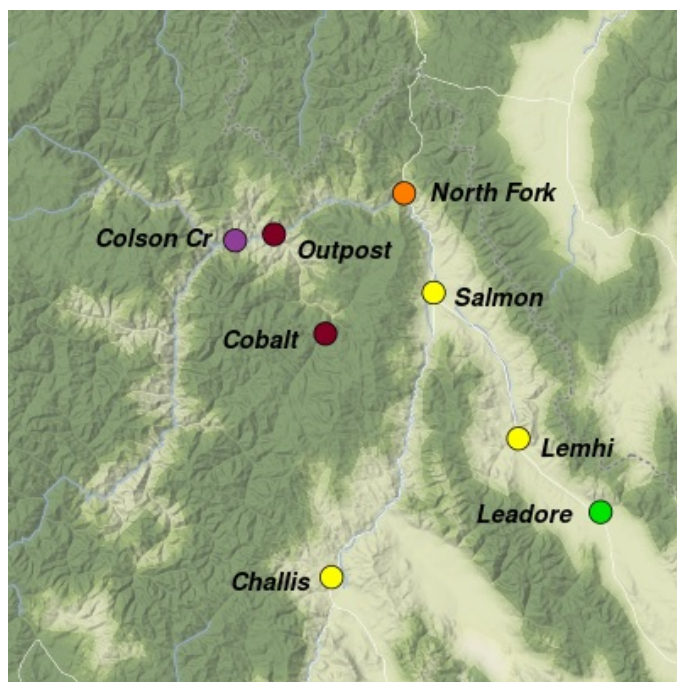 North Fork
Colson Cr
Outpost
Salmon
Cobalt
Lemhi
Leadore
Challis